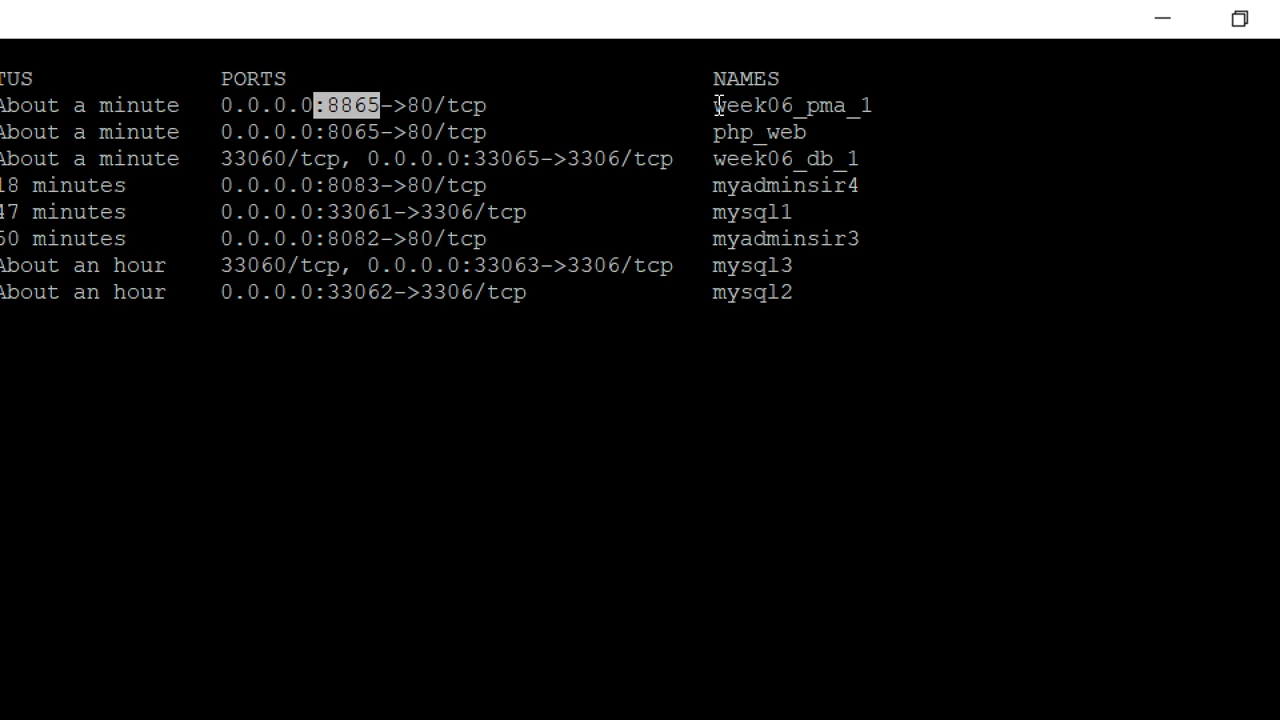 TUS PORTS NAMES
About a minute 0.0.0.0:8865->80/tcp week06_pma_1
About a minute 0.0.0.0:8065->80/tcp php_web
About a minute 33060/tcp, 0.0.0.0:33065->3306/tcp week06_db_1
18 minutes 0.0.0.0:8083->80/tcp myadminsir4
47 minutes 0.0.0.0:33061->3306/tcp mysql1
50 minutes 0.0.0.0:8082->80/tcp myadminsir3
About an hour 33060/tcp, 0.0.0.0:33063->3306/tcp mysql3
About an hour 0.0.0.0:33062->3306/tcp mysql2